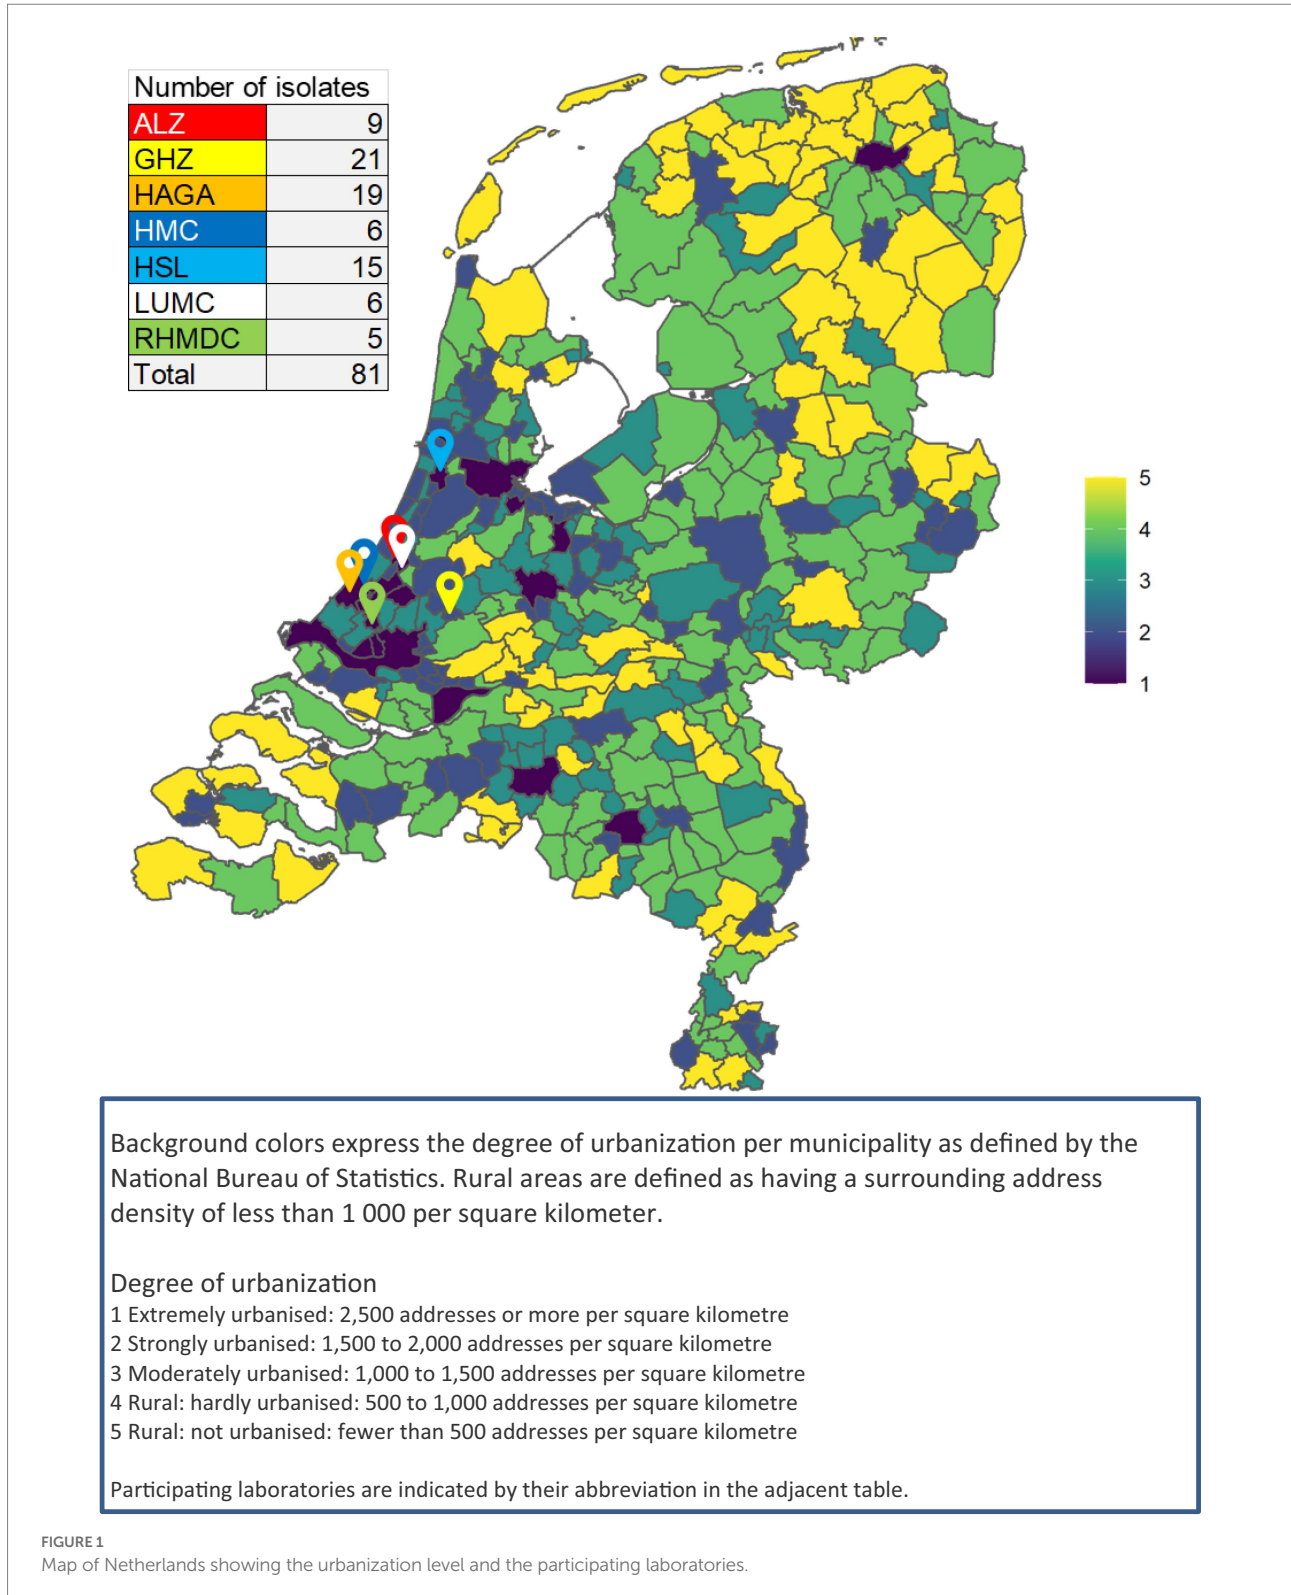 Number of isolates
ALZ 9
GHZ 21
HAGA 19
HMC 6
HSL 15
LUMC 6
RHMDC 5
Total 81
5
4
3
2
1
Background colors express the degree of urbanization per municipality as defined by the
National Bureau of Statistics. Rural areas are defined as having a surrounding address
density of less than 1 000 per square kilometer.
Degree of urbanization
1 Extremely urbanised: 2,500 addresses or more per square kilometre
2 Strongly urbanised: 1,500 to 2,000 addresses per square kilometre
3 Moderately urbanised: 1,000 to 1,500 addresses per square kilometre
4 Rural: hardly urbanised: 500 to 1,000 addresses per square kilometre
5 Rural: not urbanised: fewer than 500 addresses per square kilometre
Participating laboratories are indicated by their abbreviation in the adjacent table.
FIGURE 1
Map of Netherlands showing the urbanization level and the participating laboratories.